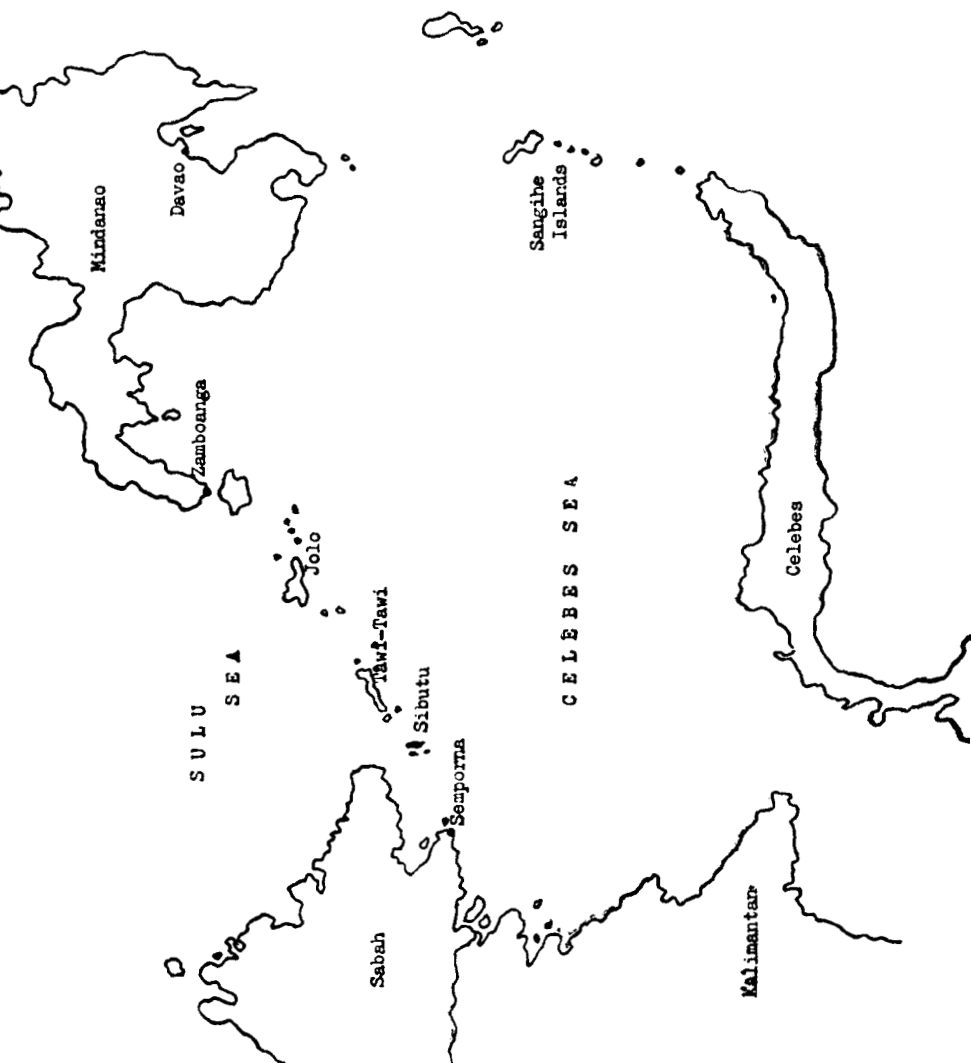 Mindanao
Davao
SULU
SEA
Zamboanga
Jolo
Sabah
Tawi-Tawi
Sibutu
Semporna
Sangihe
Islands
CELEBES SEA
Kalimantan
Celebes